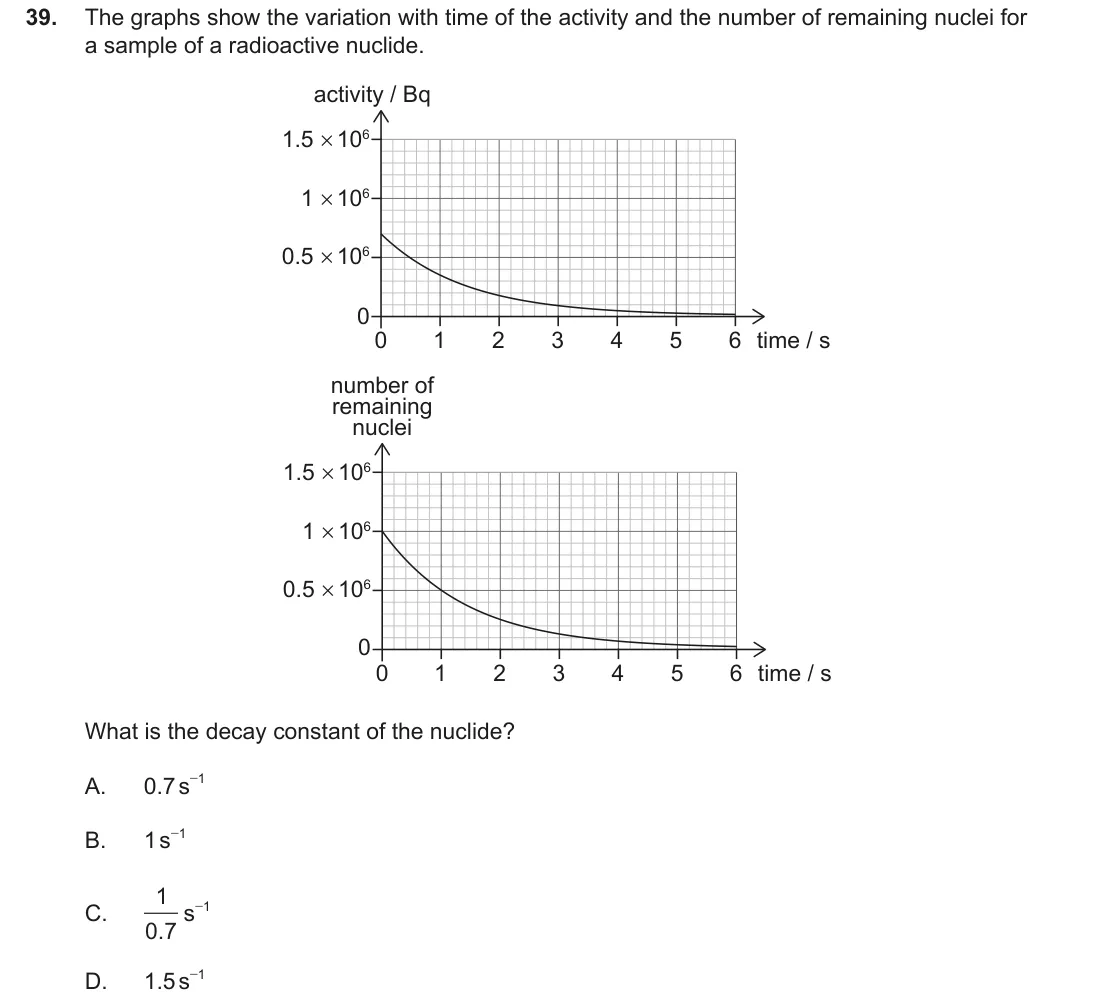 39. The graphs show the variation with time of the activity and the number of remaining nuclei for
a sample of a radioactive nuclide.
activity / Bq
1.5 × 10⁶
1 × 10⁶
0.5 × 10⁶
0
0 1 2 3 4 5 6 time / s
number of
remaining
nuclei
1.5 × 10⁶
1 × 10⁶
0.5 × 10⁶
0
0 1 2 3 4 5 6 time / s
What is the decay constant of the nuclide?
A. 0.7 s⁻¹
B. 1 s⁻¹
C. 1/0.7 s⁻¹
D. 1.5 s⁻¹